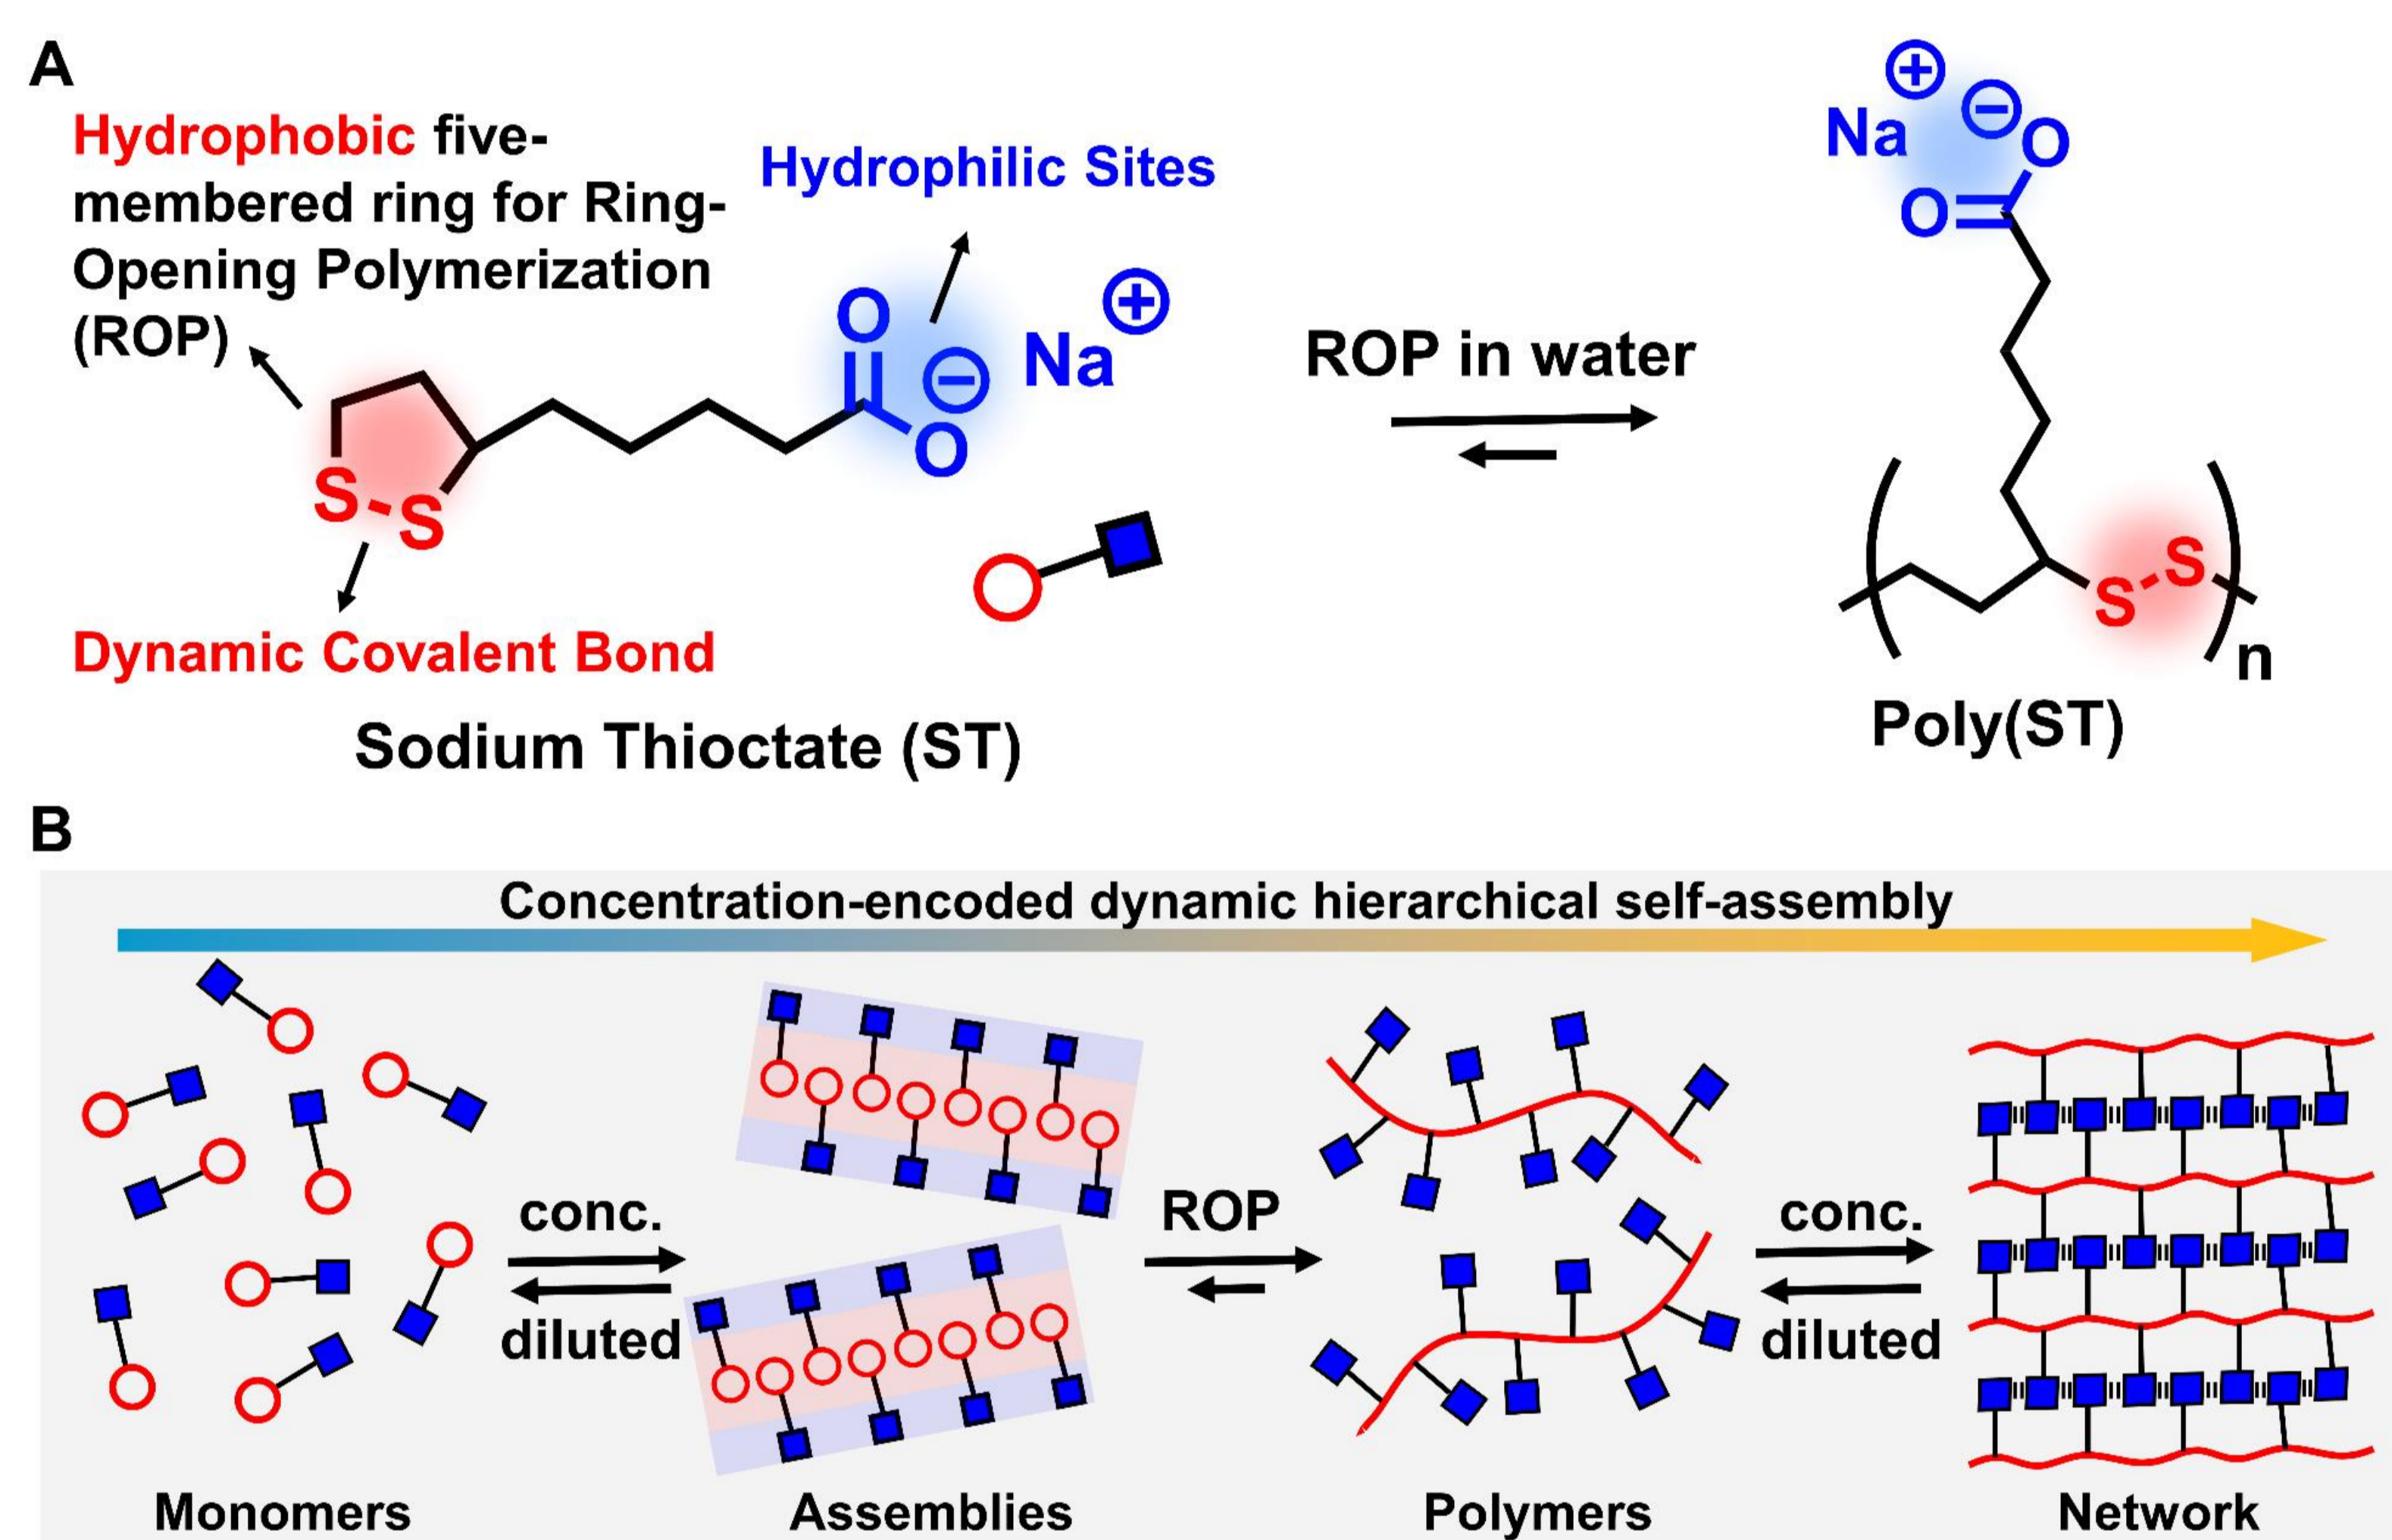 A
Hydrophobic five-
membered ring for Ring-
Opening Polymerization
(ROP)
Hydrophilic Sites
O
⊖
Na
⊕
O
S
S
Dynamic Covalent Bond
Sodium Thioctate (ST)
ROP in water
⊕
Na
⊖
O
O
S
S
n
Poly(ST)
B
Concentration-encoded dynamic hierarchical self-assembly
conc.
diluted
ROP
conc.
diluted
Monomers
Assemblies
Polymers
Network